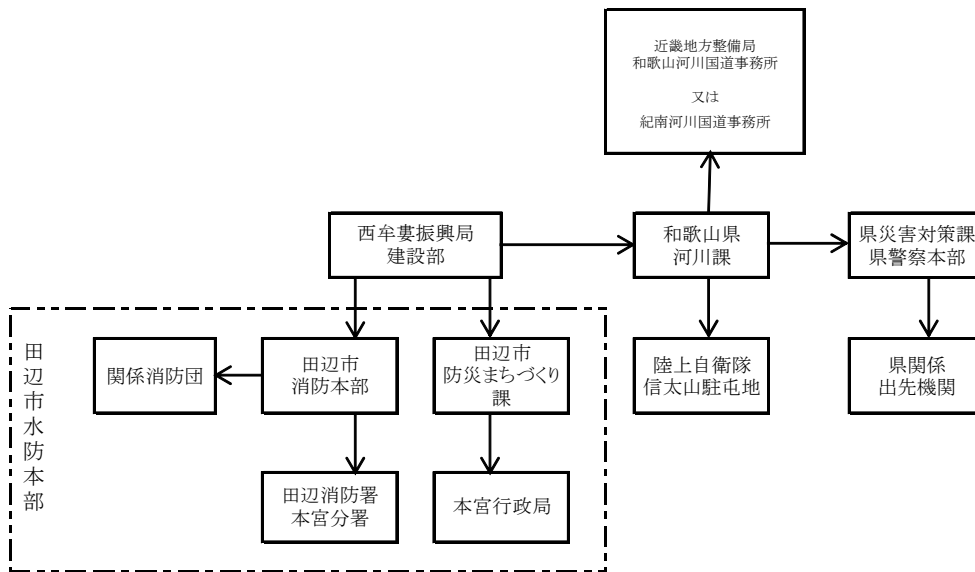 近畿地方整備局
和歌山河川国道事務所
又は
紀南河川国道事務所
西牟婁振興局
建設部
和歌山県
河川課
県災害対策課
県警察本部
田辺市水防本部
関係消防団
田辺市
消防本部
田辺市
防災まちづくり
課
陸上自衛隊
信太山駐屯地
県関係
出先機関
田辺消防署
本宮分署
本宮行政局